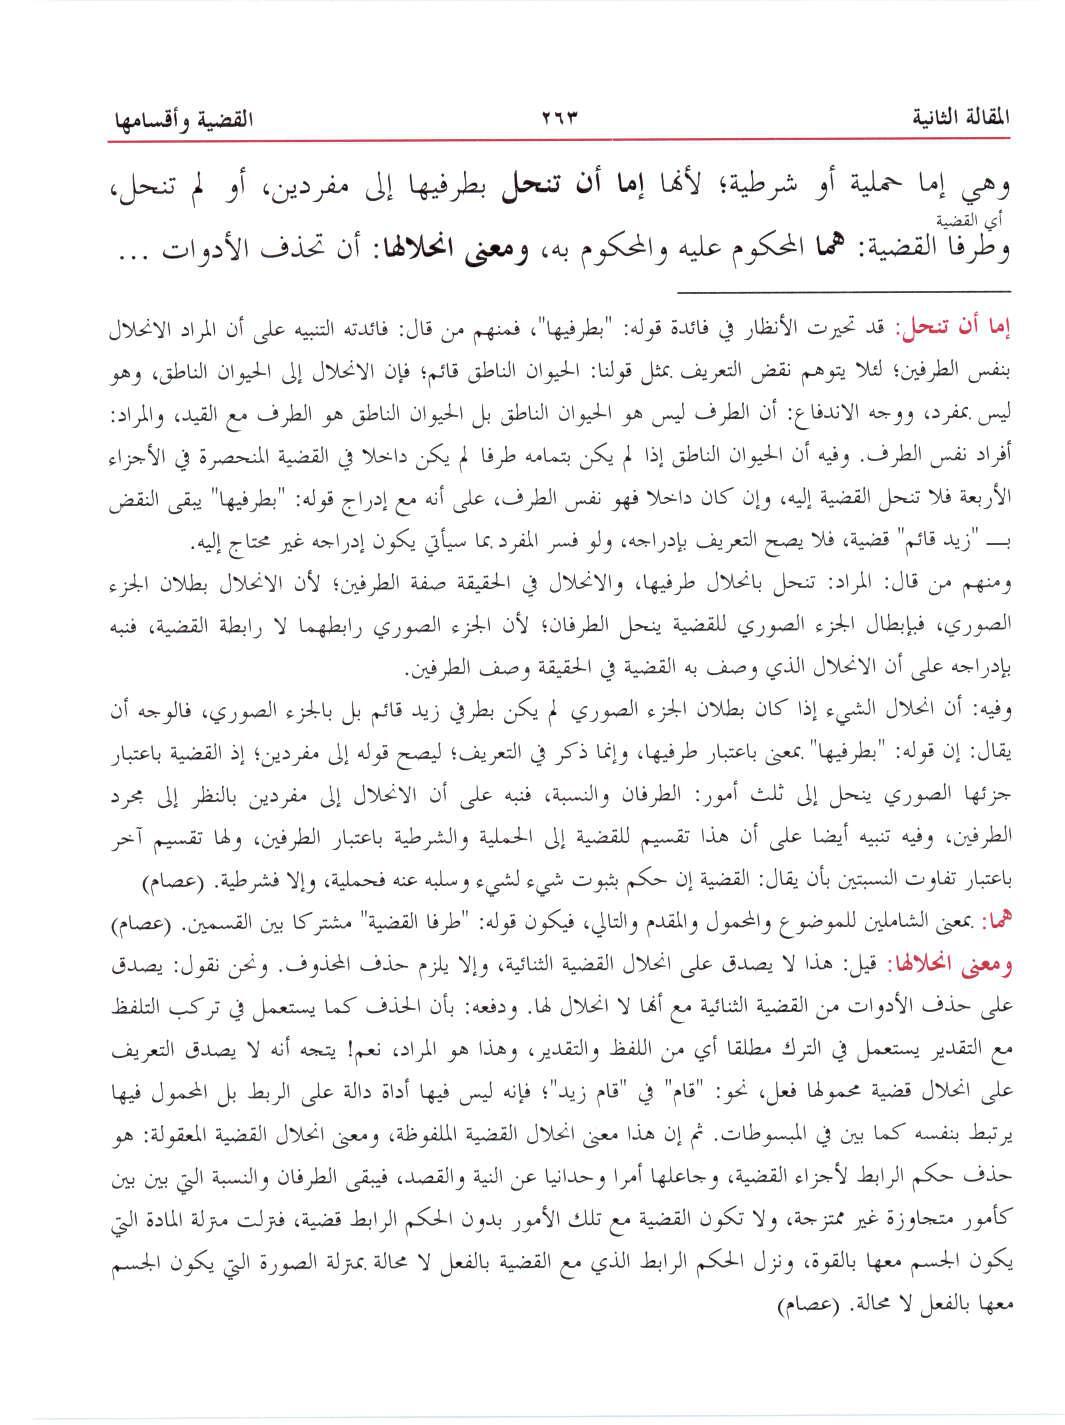 المقالة الثانية ٢٦٣ القضية وأقسامها
وهي إما حملية أو شرطية؛ لأنها إما أن تنحل بطرفيها إلى مفردين، أو لم تنحل،
أي القضية
وطرفا القضية: هما المحكوم عليه والمحكوم به، ومعنى انحلالها: أن تحذف الأدوات ...
إما أن تنحل: قد تحيرت الأنظار في فائدة قوله: "بطرفيها"، فمنهم من قال: فائدته التنبيه على أن المراد الانحلال
بنفس الطرفين؛ لئلا يتوهم نقض التعريف بمثل قولنا: الحيوان الناطق قائم؛ فإن الانحلال إلى الحيوان الناطق، وهو
ليس بمفرد، ووجه الاندفاع: أن الطرف ليس هو الحيوان الناطق بل الحيوان الناطق هو الطرف مع القيد، والمراد:
أفراد نفس الطرف. وفيه أن الحيوان الناطق إذا لم يكن بتمامه طرفا لم يكن داخلا في القضية المنحصرة في الأجزاء
الأربعة فلا تنحل القضية إليه، وإن كان داخلا فهو نفس الطرف، على أنه مع إدراج قوله: "بطرفيها" يبقى النقض
بـــ "زيد قائم" قضية، فلا يصح التعريف بإدراجه، ولو فسر المفرد بما سيأتي يكون إدراجه غير محتاج إليه.
ومنهم من قال: المراد: تنحل بانحلال طرفيها، والانحلال في الحقيقة صفة الطرفين؛ لأن الانحلال بطلان الجزء
الصوري، فبإبطال الجزء الصوري للقضية ينحل الطرفان؛ لأن الجزء الصوري رابطهما لا رابطة القضية، فنبه
بإدراجه على أن الانحلال الذي وصف به القضية في الحقيقة وصف الطرفين.
وفيه: أن انحلال الشيء إذا كان بطلان الجزء الصوري لم يكن بطرفي زيد قائم بل بالجزء الصوري، فالوجه أن
يقال: إن قوله: "بطرفيها" بمعنى باعتبار طرفيها، وإنما ذكر في التعريف؛ ليصح قوله إلى مفردين؛ إذ القضية باعتبار
جزئها الصوري ينحل إلى ثلث أمور: الطرفان والنسبة، فنبه على أن الانحلال إلى مفردين بالنظر إلى مجرد
الطرفين، وفيه تنبيه أيضا على أن هذا تقسيم للقضية إلى الحملية والشرطية باعتبار الطرفين، ولها تقسيم آخر
باعتبار تفاوت النسبتين بأن يقال: القضية إن حكم بثبوت شيء لشيء وسلبه عنه فحملية، وإلا فشرطية. (عصام)
هما: بمعنى الشاملين للموضوع والمحمول والمقدم والتالي، فيكون قوله: "طرفا القضية" مشتركا بين القسمين. (عصام)
ومعنى انحلالها: قيل: هذا لا يصدق على انحلال القضية الثنائية، وإلا يلزم حذف المحذوف. ونحن نقول: يصدق
على حذف الأدوات من القضية الثنائية مع أنها لا انحلال لها. ودفعه: بأن الحذف كما يستعمل في تركب التلفظ
مع التقدير يستعمل في الترك مطلقا أي من اللفظ والتقدير، وهذا هو المراد، نعم! يتجه أنه لا يصدق التعريف
على انحلال قضية محمولها فعل، نحو: "قام" في "قام زيد"؛ فإنه ليس فيها أداة دالة على الربط بل المحمول فيها
يرتبط بنفسه كما بين في المبسوطات. ثم إن هذا معنى انحلال القضية الملفوظة، ومعنى انحلال القضية المعقولة: هو
حذف حكم الرابط لأجزاء القضية، وجاعلها أمرا وحدانيا عن النية والقصد، فيبقى الطرفان والنسبة التي بين بين
كأمور متجاوزة غير ممتزجة، ولا تكون القضية مع تلك الأمور بدون الحكم الرابط قضية، فنزلت منزلة المادة التي
يكون الجسم معها بالقوة، ونزل الحكم الرابط الذي مع القضية بالفعل لا محالة بمنزلة الصورة التي يكون الجسم
معها بالفعل لا محالة. (عصام)